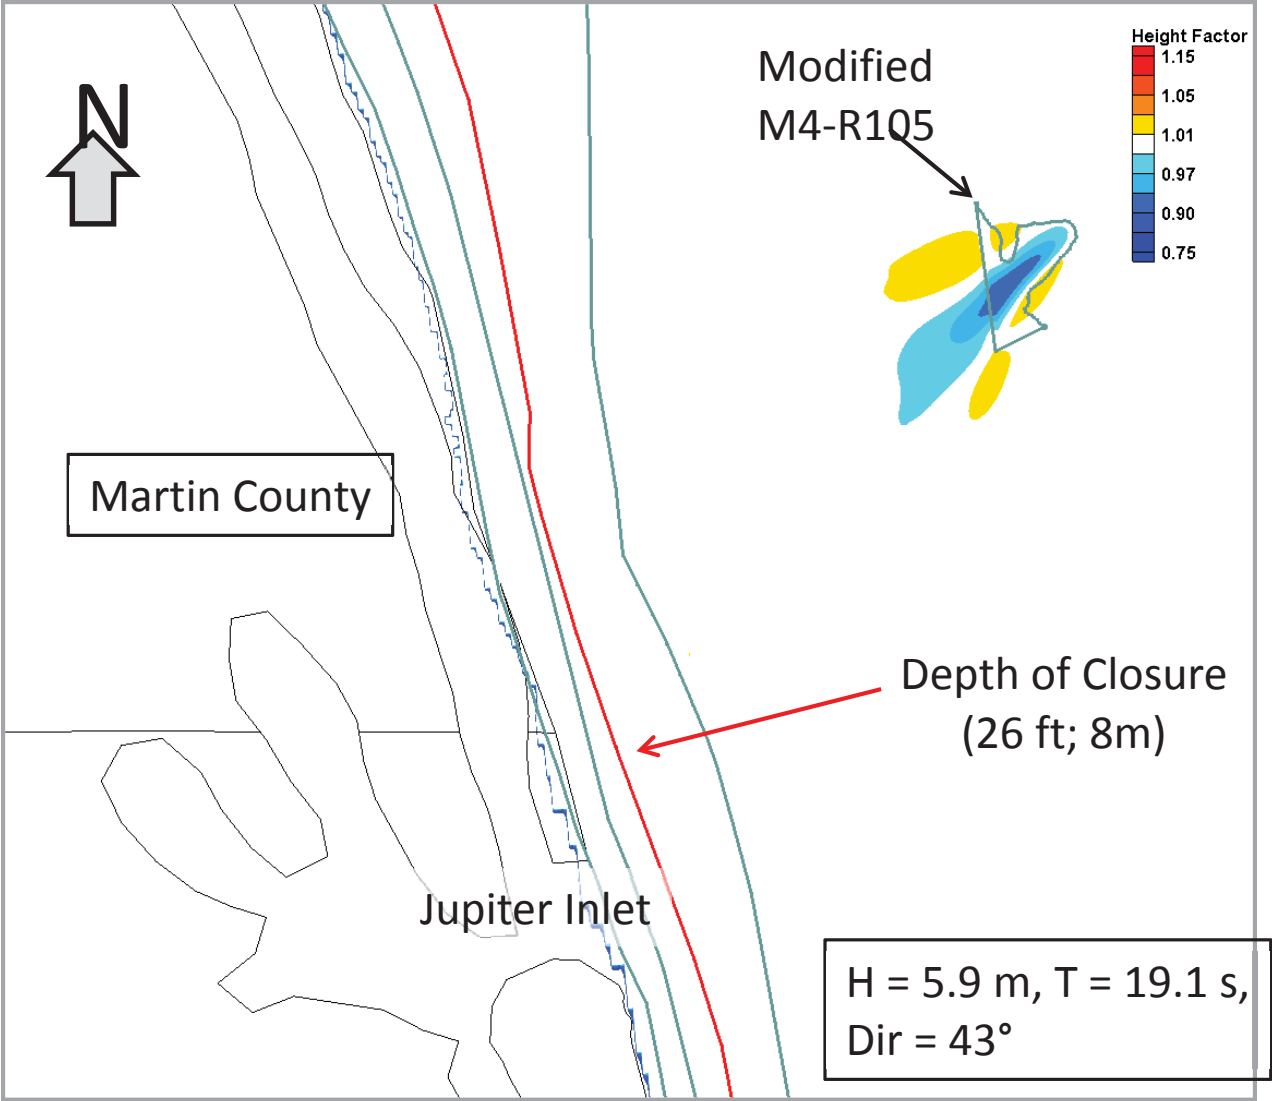 N
Modified
M4-R105
Height Factor
1.15
1.05
1.01
0.97
0.90
0.75
Martin County
Depth of Closure
(26 ft; 8m)
Jupiter Inlet
H = 5.9 m, T = 19.1 s,
Dir = 43°